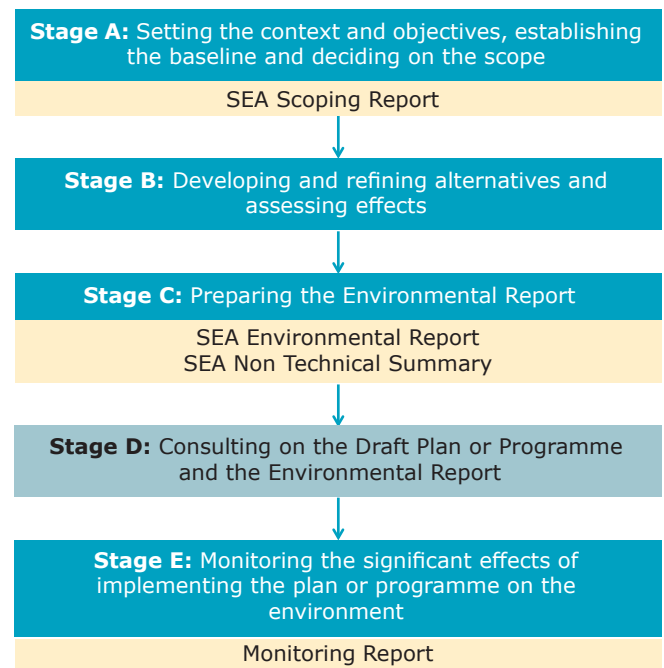 Stage A: Setting the context and objectives, establishing
the baseline and deciding on the scope
SEA Scoping Report
Stage B: Developing and refining alternatives and
assessing effects
Stage C: Preparing the Environmental Report
SEA Environmental Report
SEA Non Technical Summary
Stage D: Consulting on the Draft Plan or Programme
and the Environmental Report
Stage E: Monitoring the significant effects of
implementing the plan or programme on the
environment
Monitoring Report